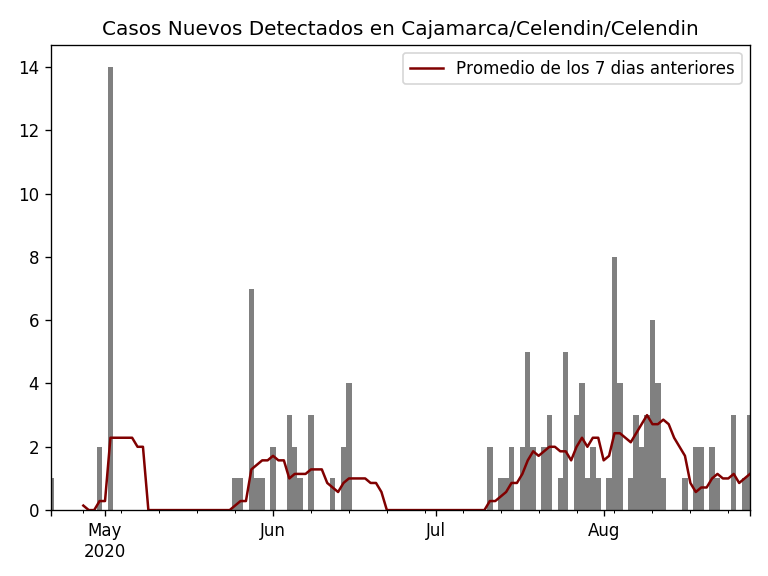 Casos Nuevos Detectados en Cajamarca/Celendin/Celendin
Promedio de los 7 dias anteriores
14
12
10
8
6
4
2
0
May
2020
Jun
Jul
Aug